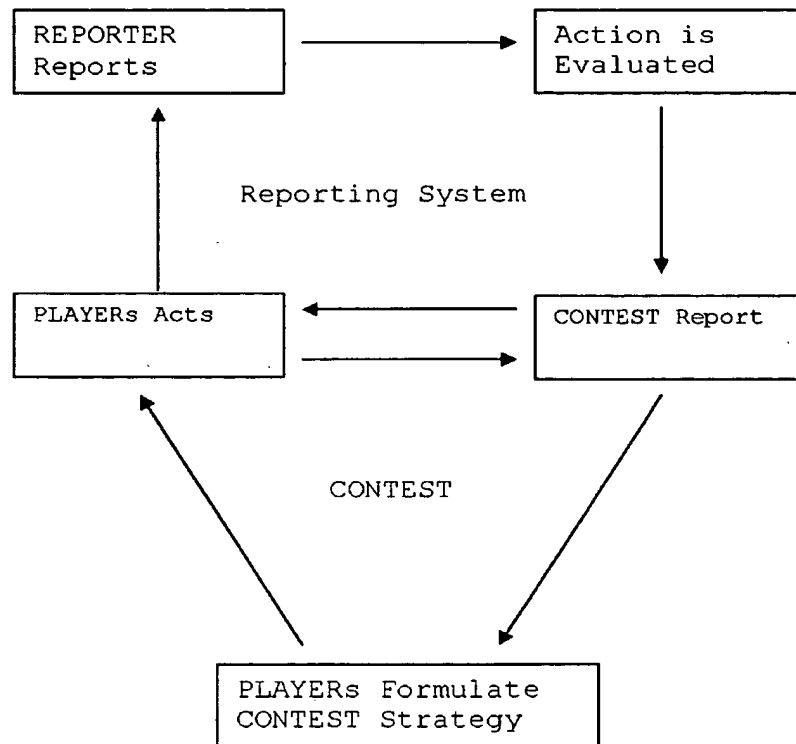 REPORTER
Reports
Action is
Evaluated
Reporting System
PLAYERs Acts
CONTEST Report
CONTEST
PLAYERs Formulate
CONTEST Strategy